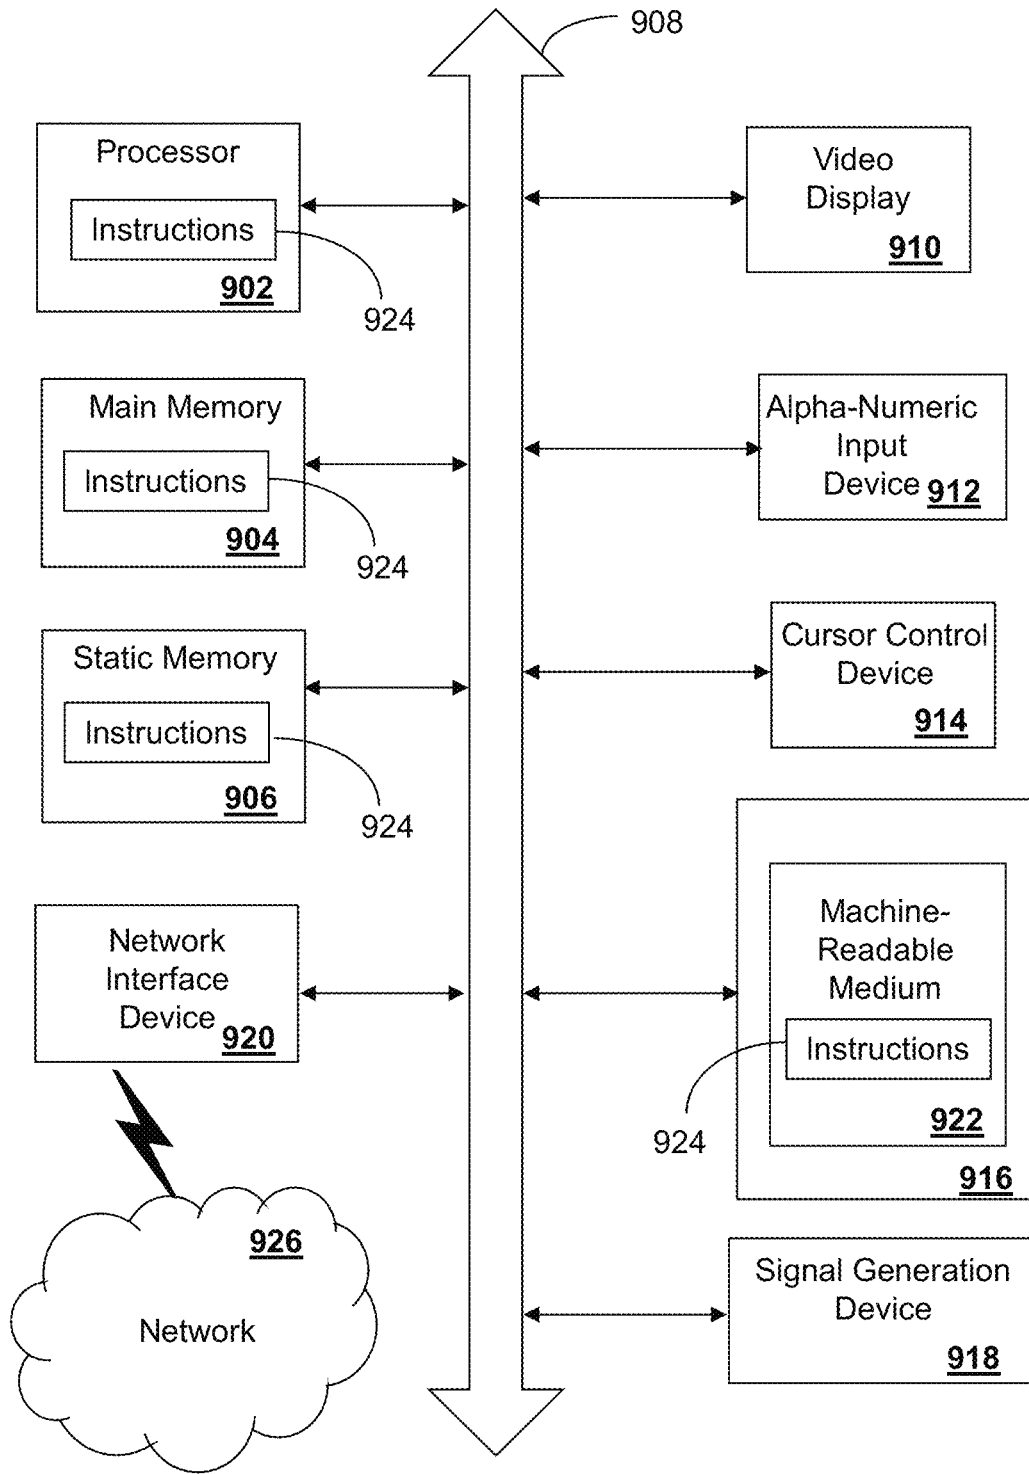 908
Processor
Instructions
902
924
Main Memory
Instructions
904
924
Static Memory
Instructions
906
924
Network
Interface
Device
920
926
Network
Video
Display
910
Alpha-Numeric
Input
Device
912
Cursor Control
Device
914
Machine-
Readable
Medium
Instructions
924
922
916
Signal Generation
Device
918